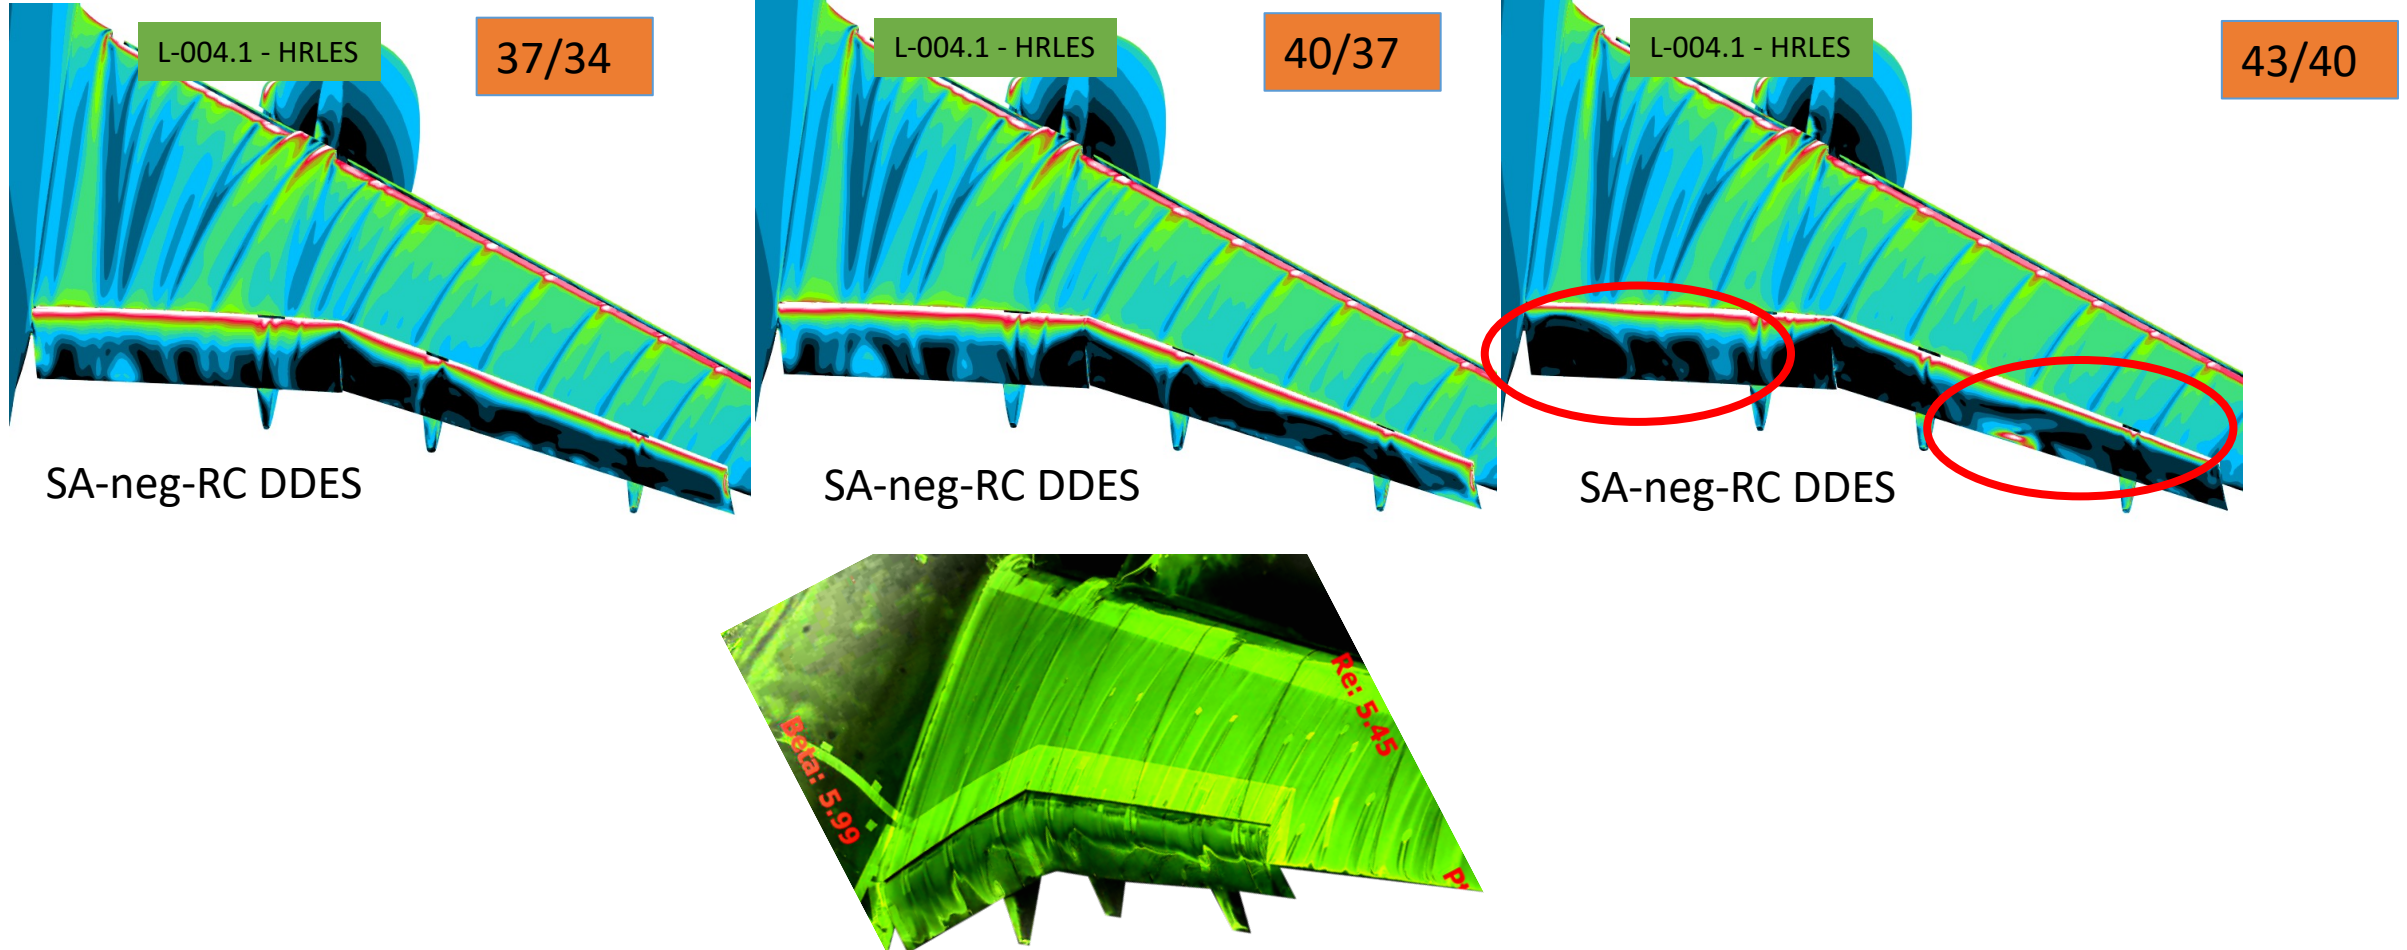 L-004.1 - HRLES
37/34
L-004.1 - HRLES
40/37
L-004.1 - HRLES
43/40
SA-neg-RC DDES
SA-neg-RC DDES
SA-neg-RC DDES
Re: 5.45
Beta: 5.99